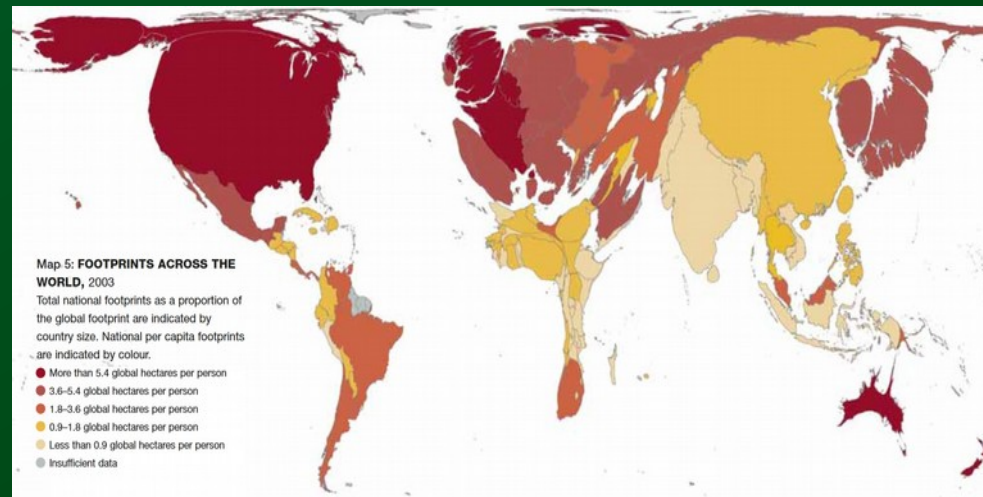 Map 5: FOOTPRINTS ACROSS THE
WORLD, 2003
Total national footprints as a proportion of
the global footprint are indicated by
country size. National per capita footprints
are indicated by colour.
More than 5.4 global hectares per person
3.6–5.4 global hectares per person
1.8–3.6 global hectares per person
0.9–1.8 global hectares per person
Less than 0.9 global hectares per person
Insufficient data